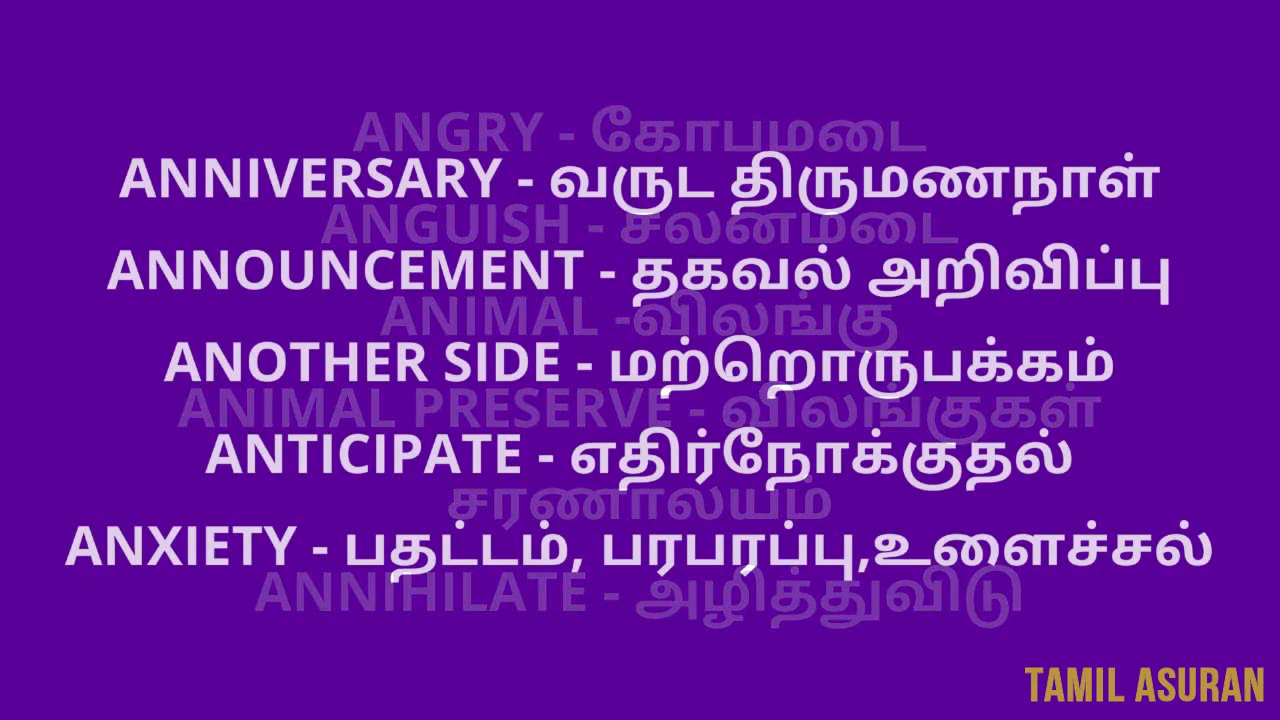 ANGRY - கோபமடை
ANNIVERSARY - வருட திருமணநாள்
ANGUISH - சலனமடை
ANNOUNCEMENT - தகவல் அறிவிப்பு
ANIMAL -விலங்கு
ANOTHER SIDE - மற்றொருபக்கம்
ANIMAL PRESERVE - விலங்குகள்
ANTICIPATE - எதிர்நோக்குதல்
சரணாலயம்
ANXIETY - பதட்டம், பரபரப்பு,உளைச்சல்
ANNIHILATE - அழித்துவிடு
TAMIL ASURAN